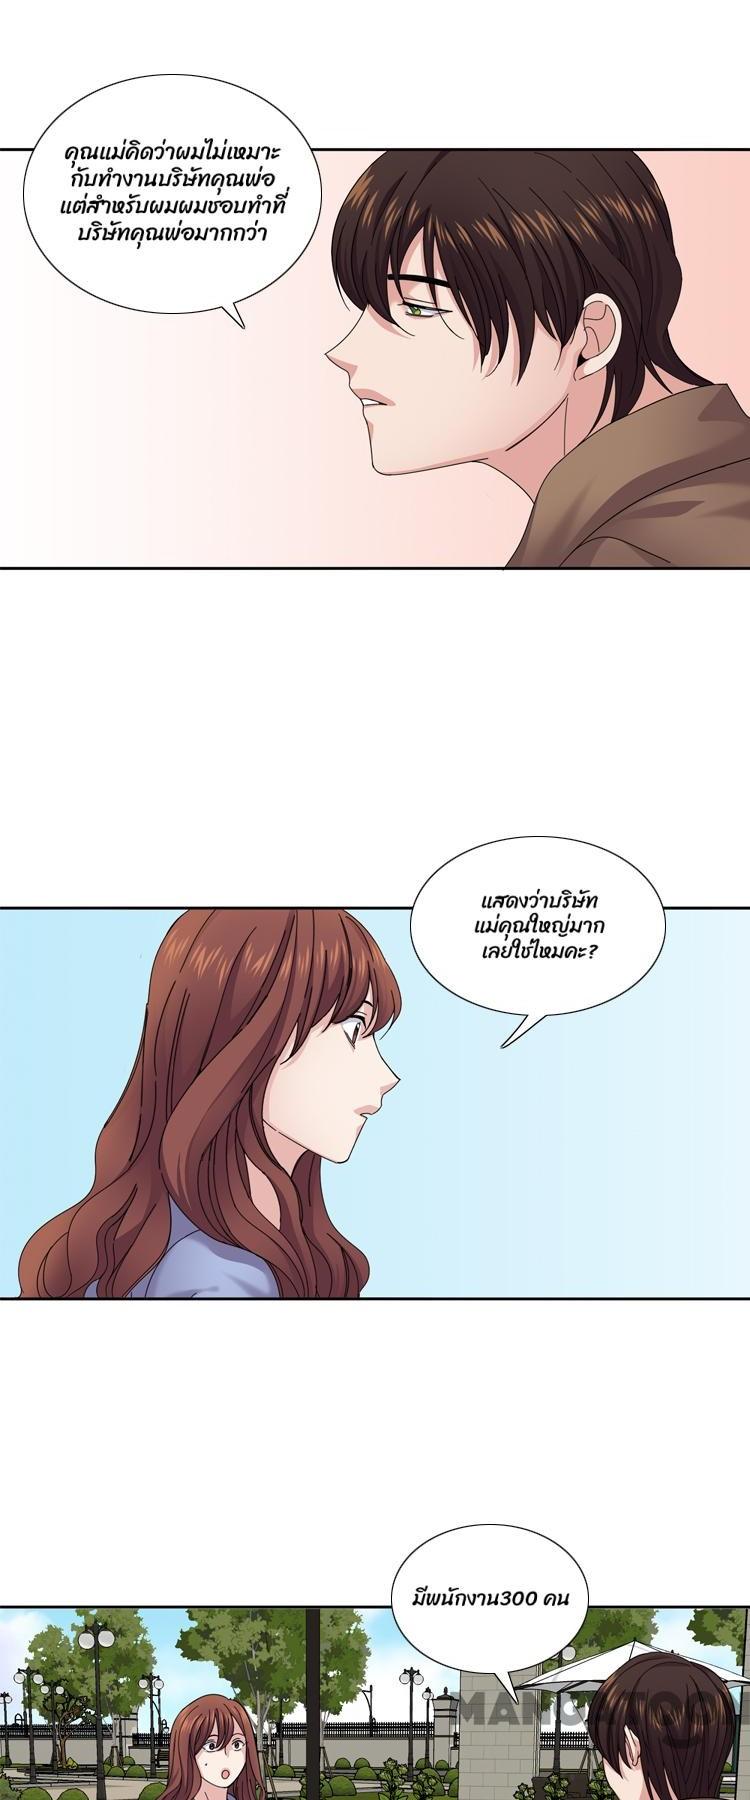 คุณแม่คิดว่าผมไม่เหมาะ
กับทำงานบริษัทคุณพ่อ
แต่สำหรับผมผมชอบทำที่
บริษัทคุณพ่อมากกว่า
แสดงว่าบริษัท
แม่คุณใหญ่มาก
เลยใช่ไหมคะ?
มีพนักงาน300 คน
MANGATOON